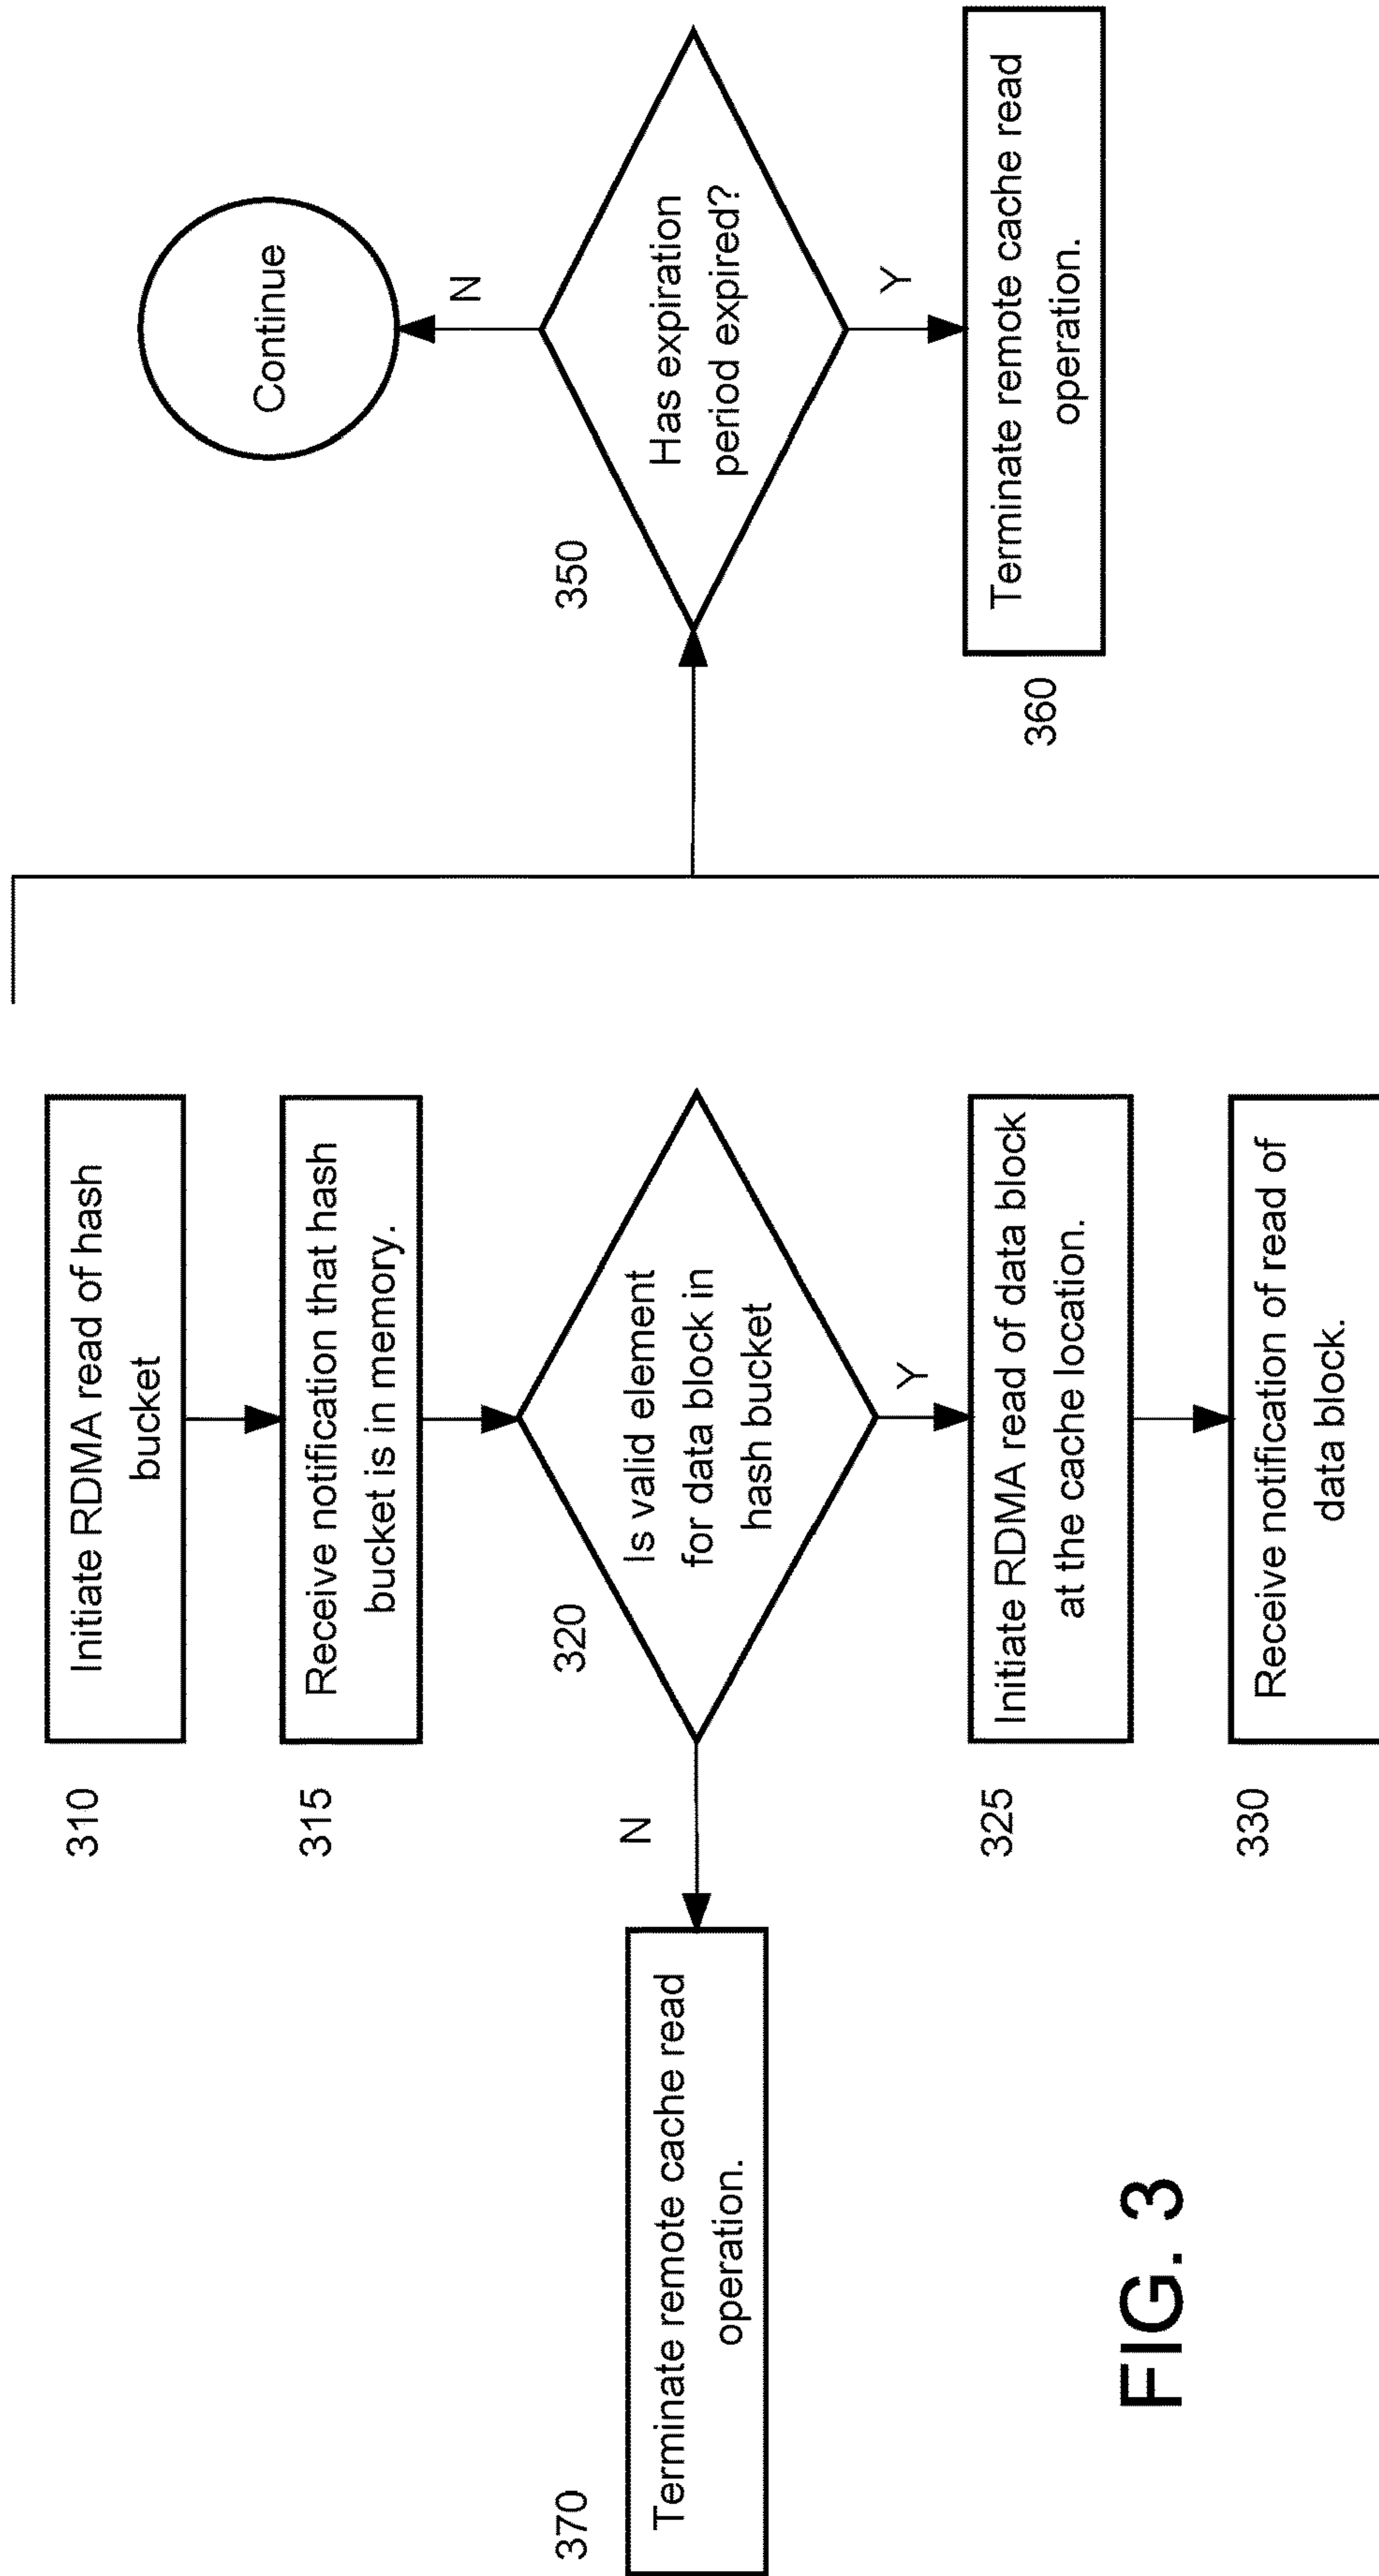 310
Initiate RDMA read of hash
bucket
315
Receive notification that hash
bucket is in memory.
320
Is valid element
for data block in
hash bucket
N
370
Terminate remote cache read
operation.
Y
325
Initiate RDMA read of data block
at the cache location.
330
Receive notification of read of
data block.
Continue
N
350
Has expiration
period expired?
Y
360
Terminate remote cache read
operation.
FIG. 3